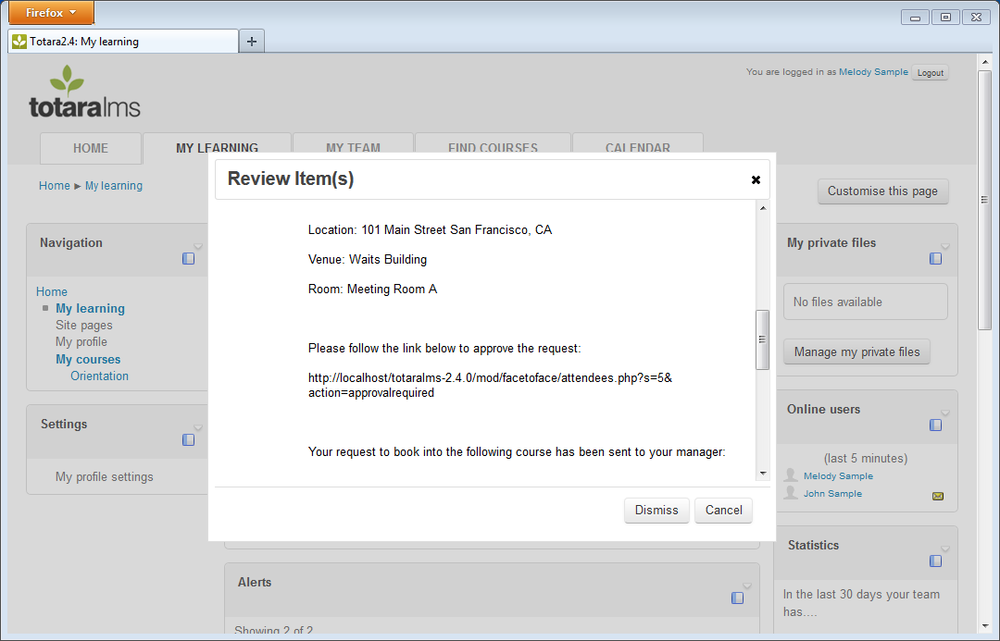 Firefox
Totara2.4: My learning
You are logged in as Melody Sample Logout
totaralms
HOME MY LEARNING MY TEAM FIND COURSES CALENDAR
Home ► My learning
Customise this page
Navigation
Home
My learning
Site pages
My profile
My courses
Orientation
Settings
My profile settings
Review Item(s)
Location: 101 Main Street San Francisco, CA
Venue: Waits Building
Room: Meeting Room A
Please follow the link below to approve the request:
http://localhost/totaralms-2.4.0/mod/facetoface/attendees.php?s=5&
action=approvalrequired
Your request to book into the following course has been sent to your manager:
Dismiss Cancel
Alerts
Showing 2 of 2
My private files
No files available
Manage my private files
Online users
(last 5 minutes)
Melody Sample
John Sample
Statistics
In the last 30 days your team
has....